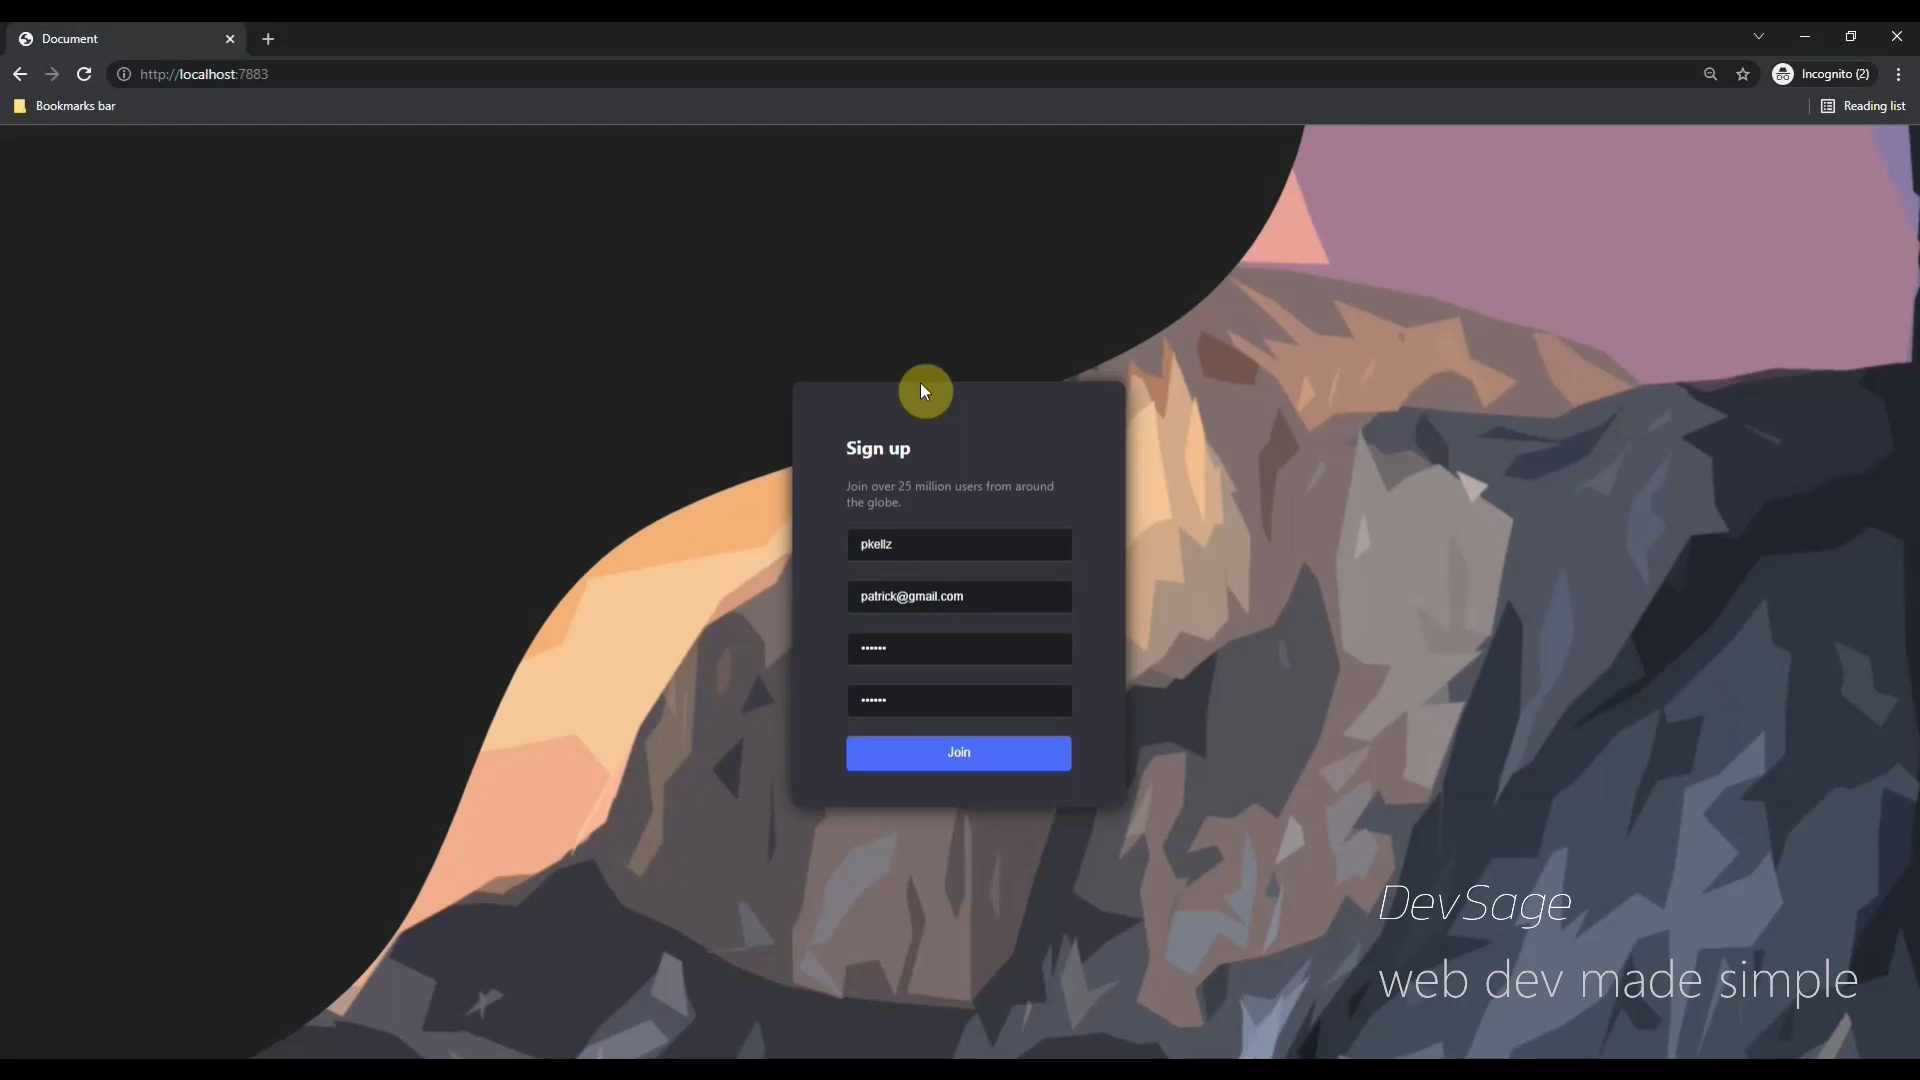 Document
http://localhost:7883
Incognito (2)
Bookmarks bar
Reading list
Sign up
Join over 25 million users from around
the globe.
pkellz
patrick@gmail.com
••••••
••••••
Join
DevSage
web dev made simple